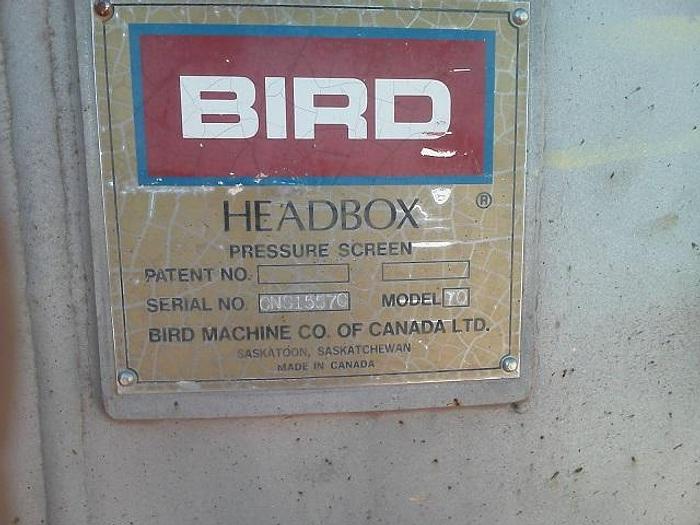 BIRD
HEADBOX ®
PRESSURE SCREEN
PATENT NO.
SERIAL NO. CNS1557C MODEL 70
BIRD MACHINE CO. OF CANADA LTD.
SASKATOON, SASKATCHEWAN
MADE IN CANADA